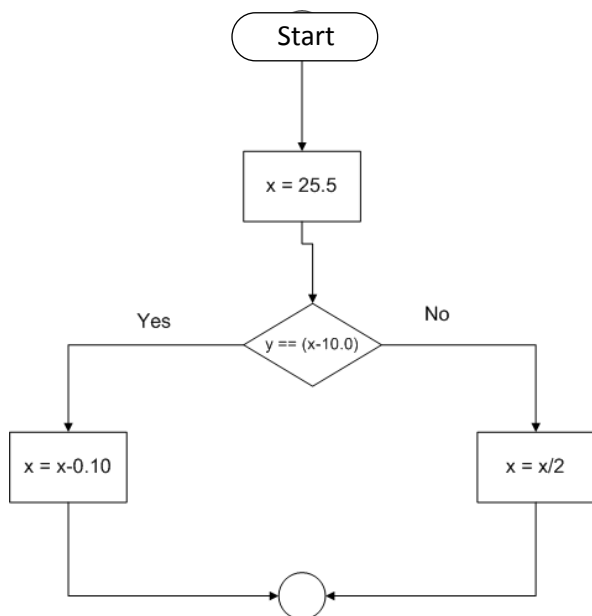 Start
x = 25.5
Yes
No
y == (x-10.0)
x = x-0.10
x = x/2